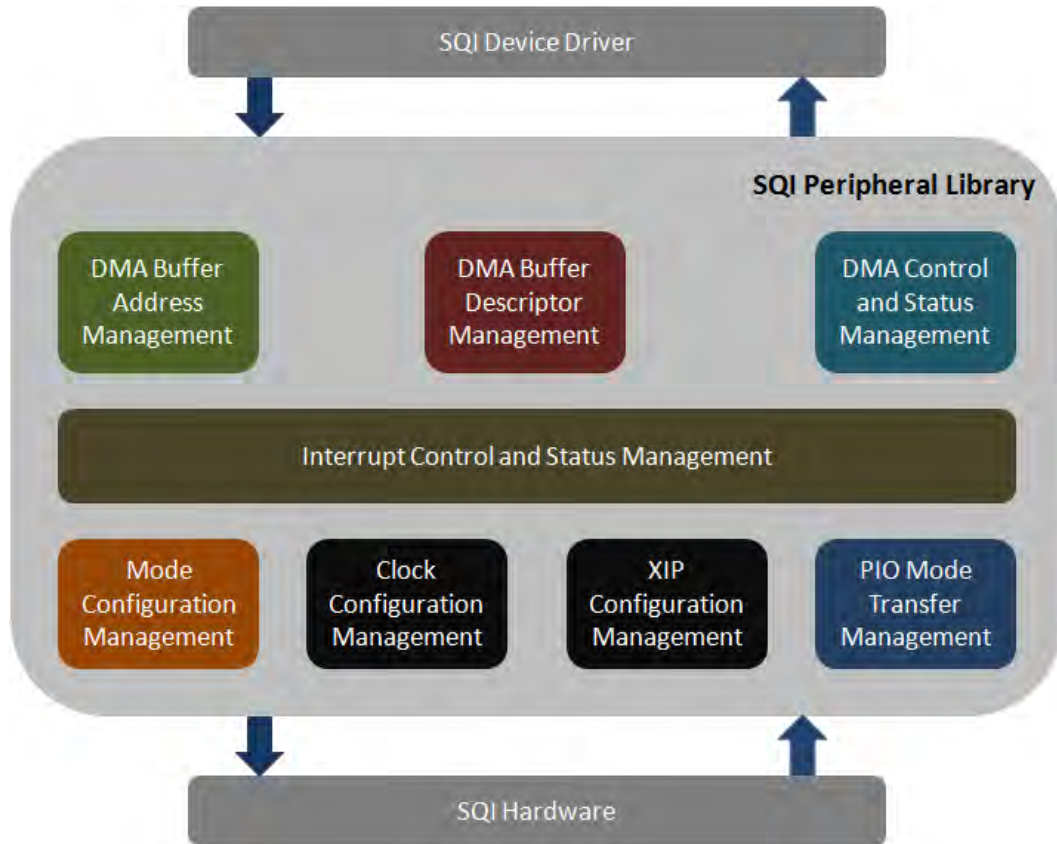 SQI Device Driver
SQI Peripheral Library
DMA Buffer
Address
Management
DMA Buffer
Descriptor
Management
DMA Control
and Status
Management
Interrupt Control and Status Management
Mode
Configuration
Management
Clock
Configuration
Management
XIP
Configuration
Management
PIO Mode
Transfer
Management
SQI Hardware